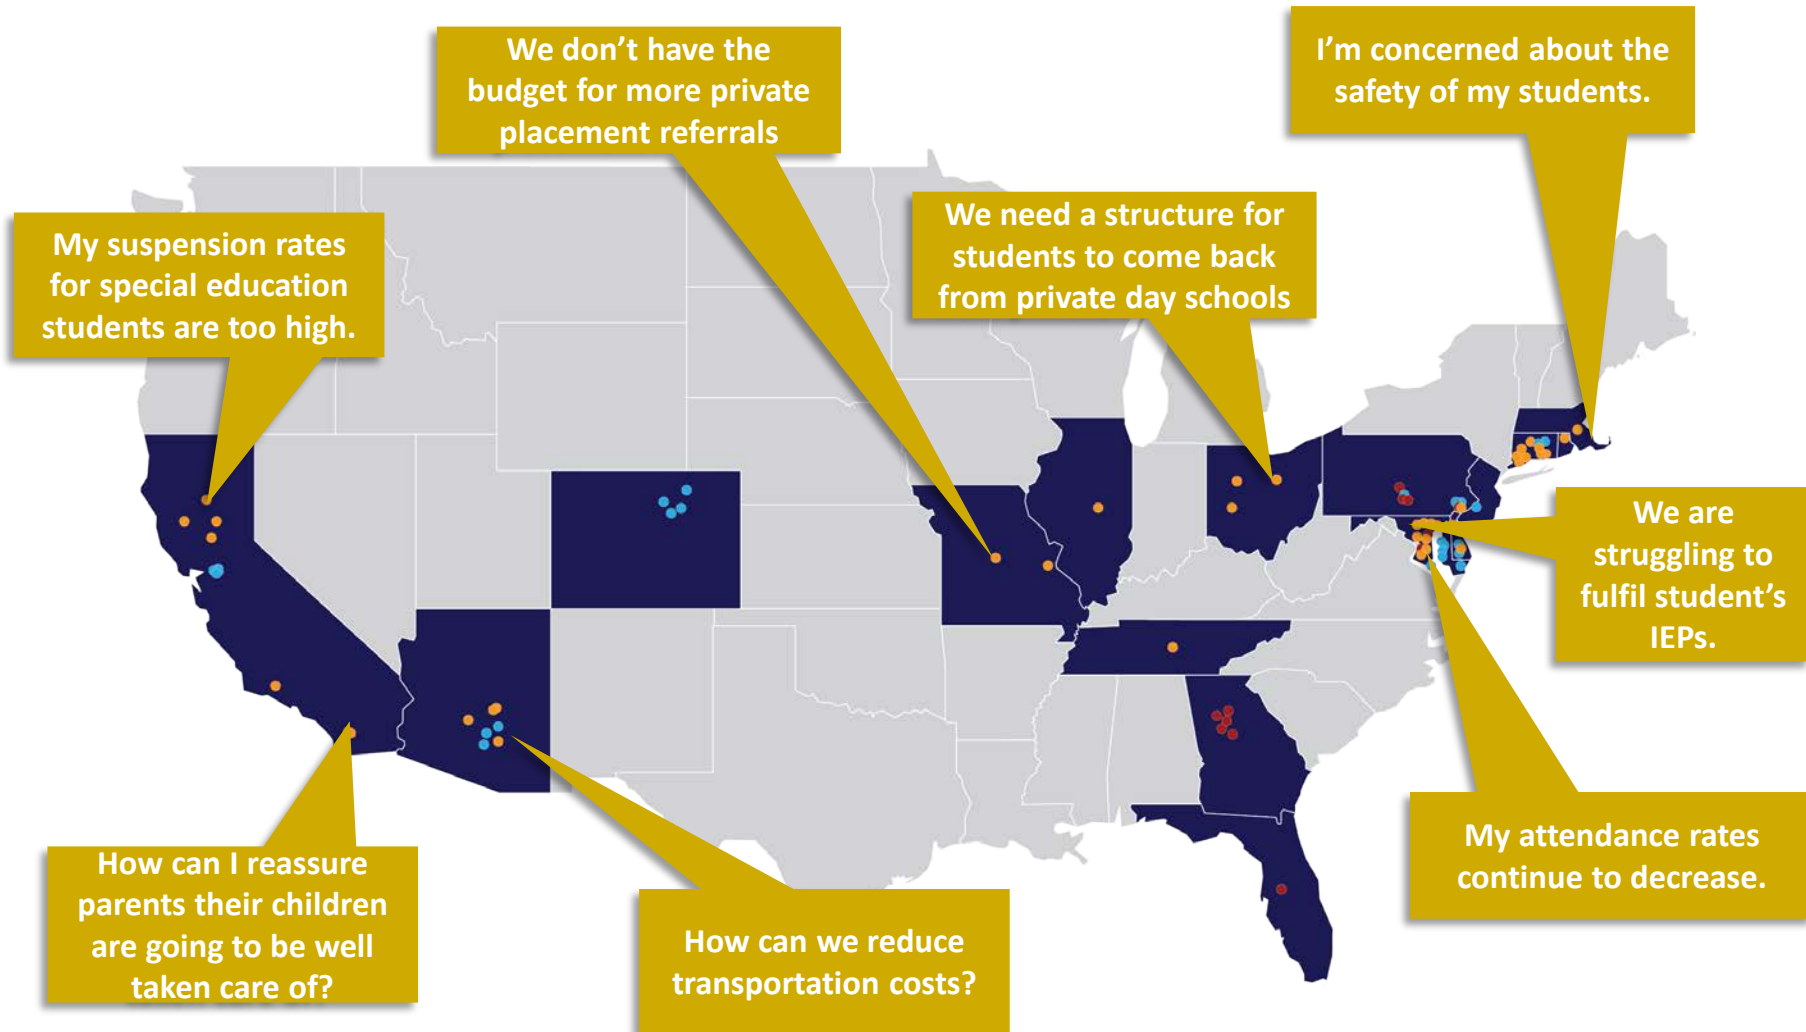 We don’t have the
budget for more private
placement referrals
I’m concerned about the
safety of my students.
My suspension rates
for special education
students are too high.
We need a structure for
students to come back
from private day schools
We are
struggling to
fulfil student’s
IEPs.
My attendance rates
continue to decrease.
How can I reassure
parents their children
are going to be well
taken care of?
How can we reduce
transportation costs?